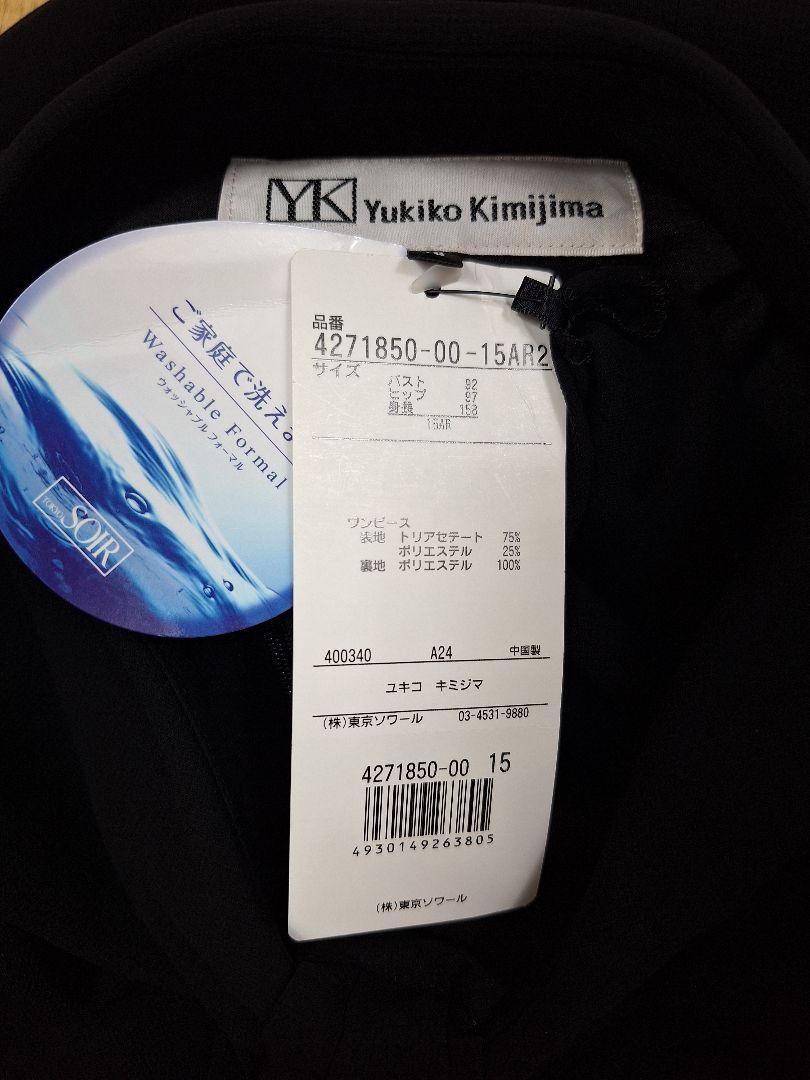 YK Yukiko Kimijima
ご家庭で洗える
Washable Formal
ウォッシャブル フォーマル
TOKYO SOIR
品番
4271850-00-15AR2
サイズ
バスト 92
ヒップ 97
身長 158
15AR
ワンピース
表地 トリアセテート 75%
ポリエステル 25%
裏地 ポリエステル 100%
400340 A24 中国製
ユキコ キミジマ
(株)東京ソワール 03-4531-9880
4271850-00 15
4930149263805
(株)東京ソワール